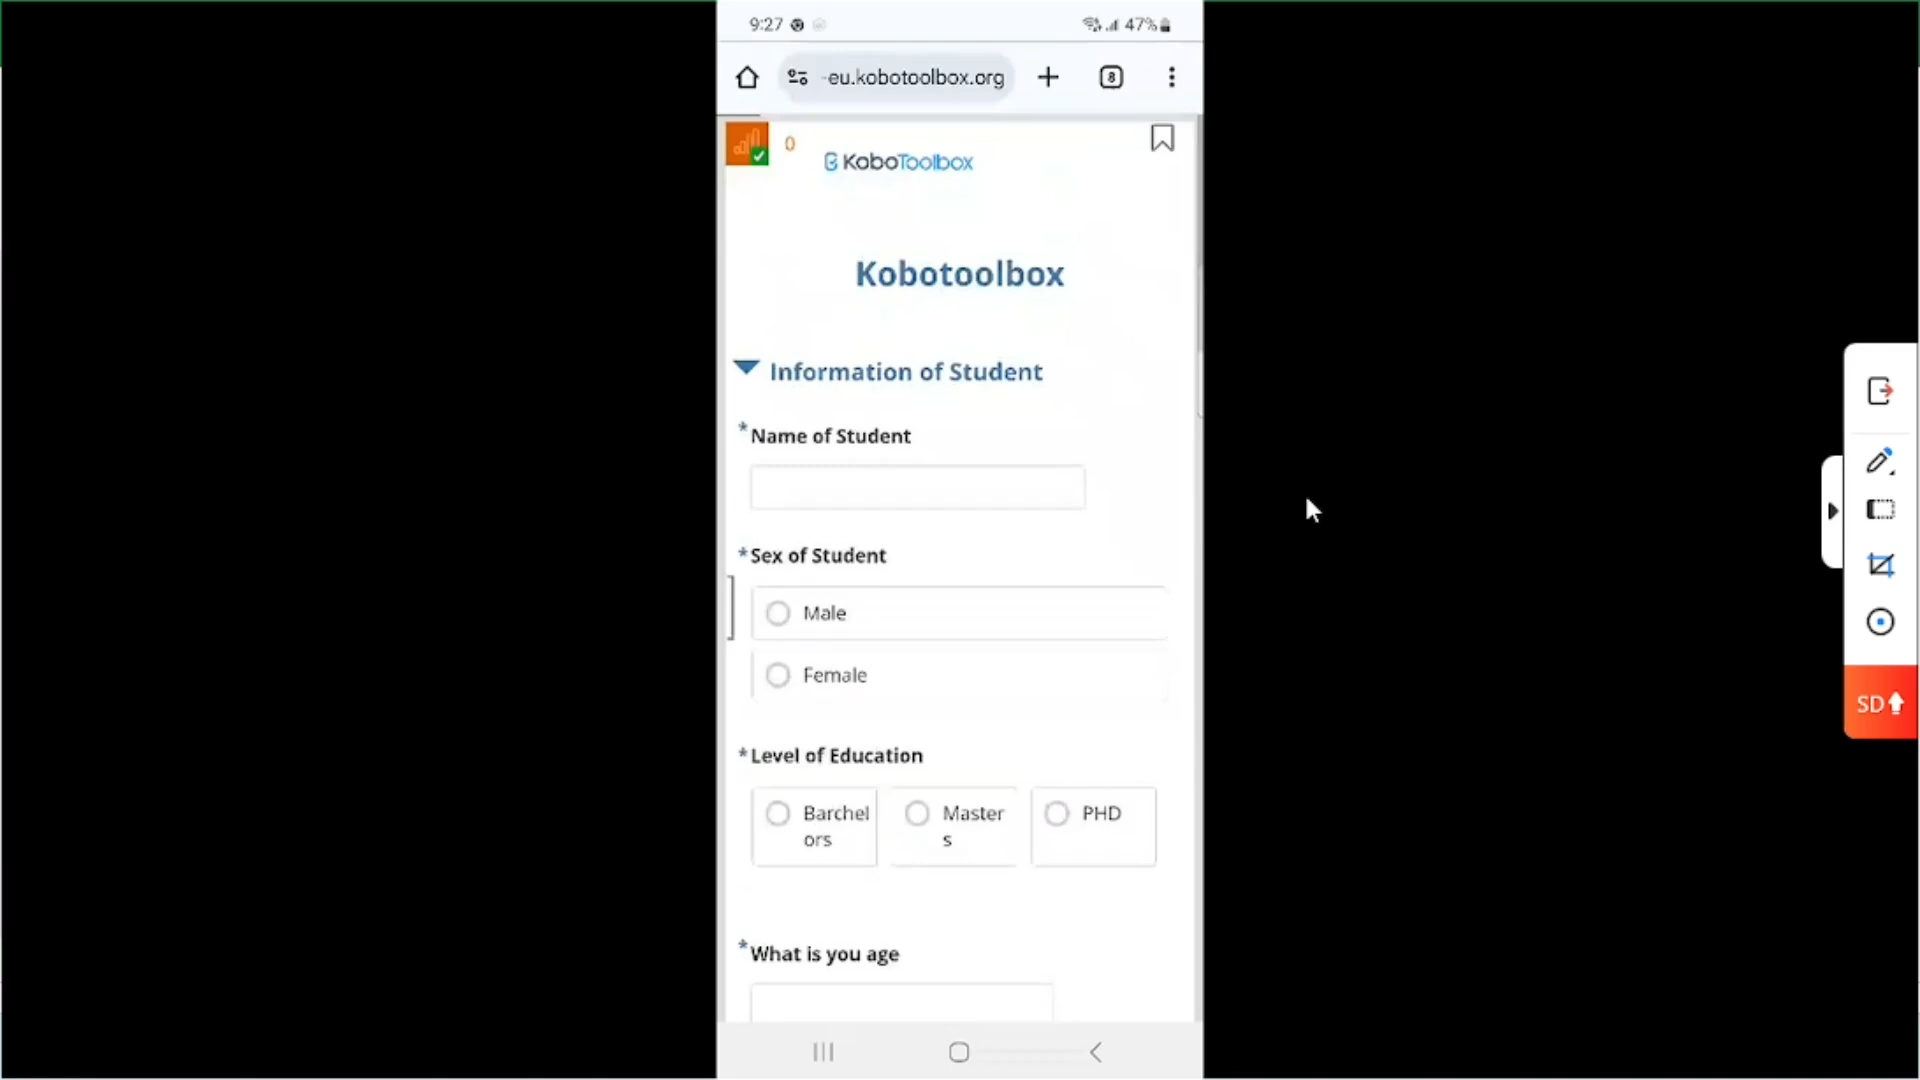 9:27 47%
-eu.kobotoolbox.org 8
0
KoboToolbox
Kobotoolbox
Information of Student
* Name of Student
* Sex of Student
Male
Female
* Level of Education
Barchel
ors
Master
s
PHD
* What is you age
SD